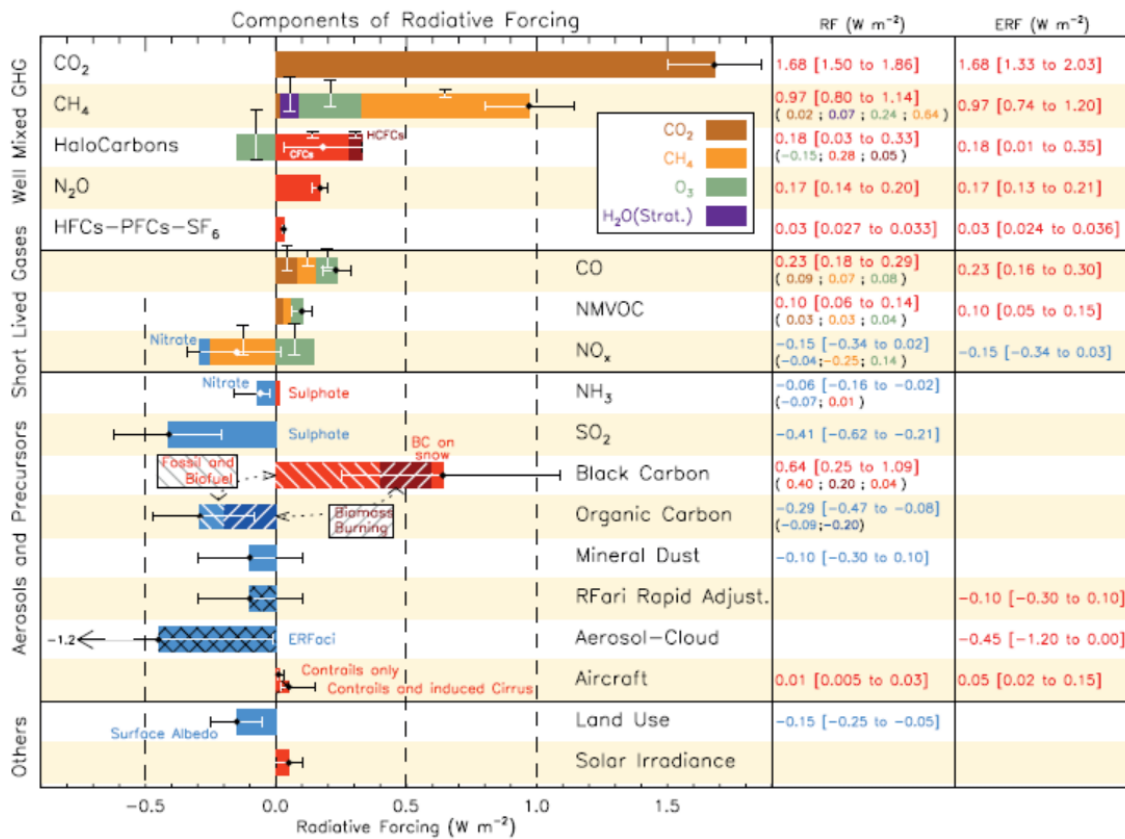 Components of Radiative Forcing
RF (W m⁻²)
ERF (W m⁻²)
Well Mixed GHG
CO₂
1.68 [1.50 to 1.86]
1.68 [1.33 to 2.03]
CH₄
0.97 [0.80 to 1.14]
( 0.02 ; 0.07 ; 0.24 ; 0.64 )
0.97 [0.74 to 1.20]
HaloCarbons
CFCs
HCFCs
0.18 [0.03 to 0.33]
(-0.15; 0.28 ; 0.05 )
0.18 [0.01 to 0.35]
N₂O
0.17 [0.14 to 0.20]
0.17 [0.13 to 0.21]
HFCs-PFCs-SF₆
0.03 [0.027 to 0.033]
0.03 [0.024 to 0.036]
CO₂
CH₄
O₃
H₂O(Strat.)
Short Lived Gases
CO
0.23 [0.18 to 0.29]
( 0.09 ; 0.07 ; 0.08 )
0.23 [0.16 to 0.30]
NMVOC
0.10 [0.06 to 0.14]
( 0.03 ; 0.03 ; 0.04 )
0.10 [0.05 to 0.15]
Nitrate
NOₓ
-0.15 [-0.34 to 0.02]
(-0.04;-0.25; 0.14 )
-0.15 [-0.34 to 0.03]
Aerosols and Precursors
Nitrate
Sulphate
NH₃
-0.06 [-0.16 to -0.02]
(-0.07; 0.01 )
Sulphate
SO₂
-0.41 [-0.62 to -0.21]
Fossil and
Biofuel
BC on
snow
Black Carbon
0.64 [0.25 to 1.09]
( 0.40 ; 0.20 ; 0.04 )
Biomass
Burning
Organic Carbon
-0.29 [-0.47 to -0.08]
(-0.09;-0.20)
Mineral Dust
-0.10 [-0.30 to 0.10]
RFari Rapid Adjust.
-0.10 [-0.30 to 0.10]
-1.2
ERFaci
Aerosol-Cloud
-0.45 [-1.20 to 0.00]
Contrails only
Contrails and induced Cirrus
Aircraft
0.01 [0.005 to 0.03]
0.05 [0.02 to 0.15]
Others
Surface Albedo
Land Use
-0.15 [-0.25 to -0.05]
Solar Irradiance
-0.5
0.0
0.5
1.0
1.5
Radiative Forcing (W m⁻²)